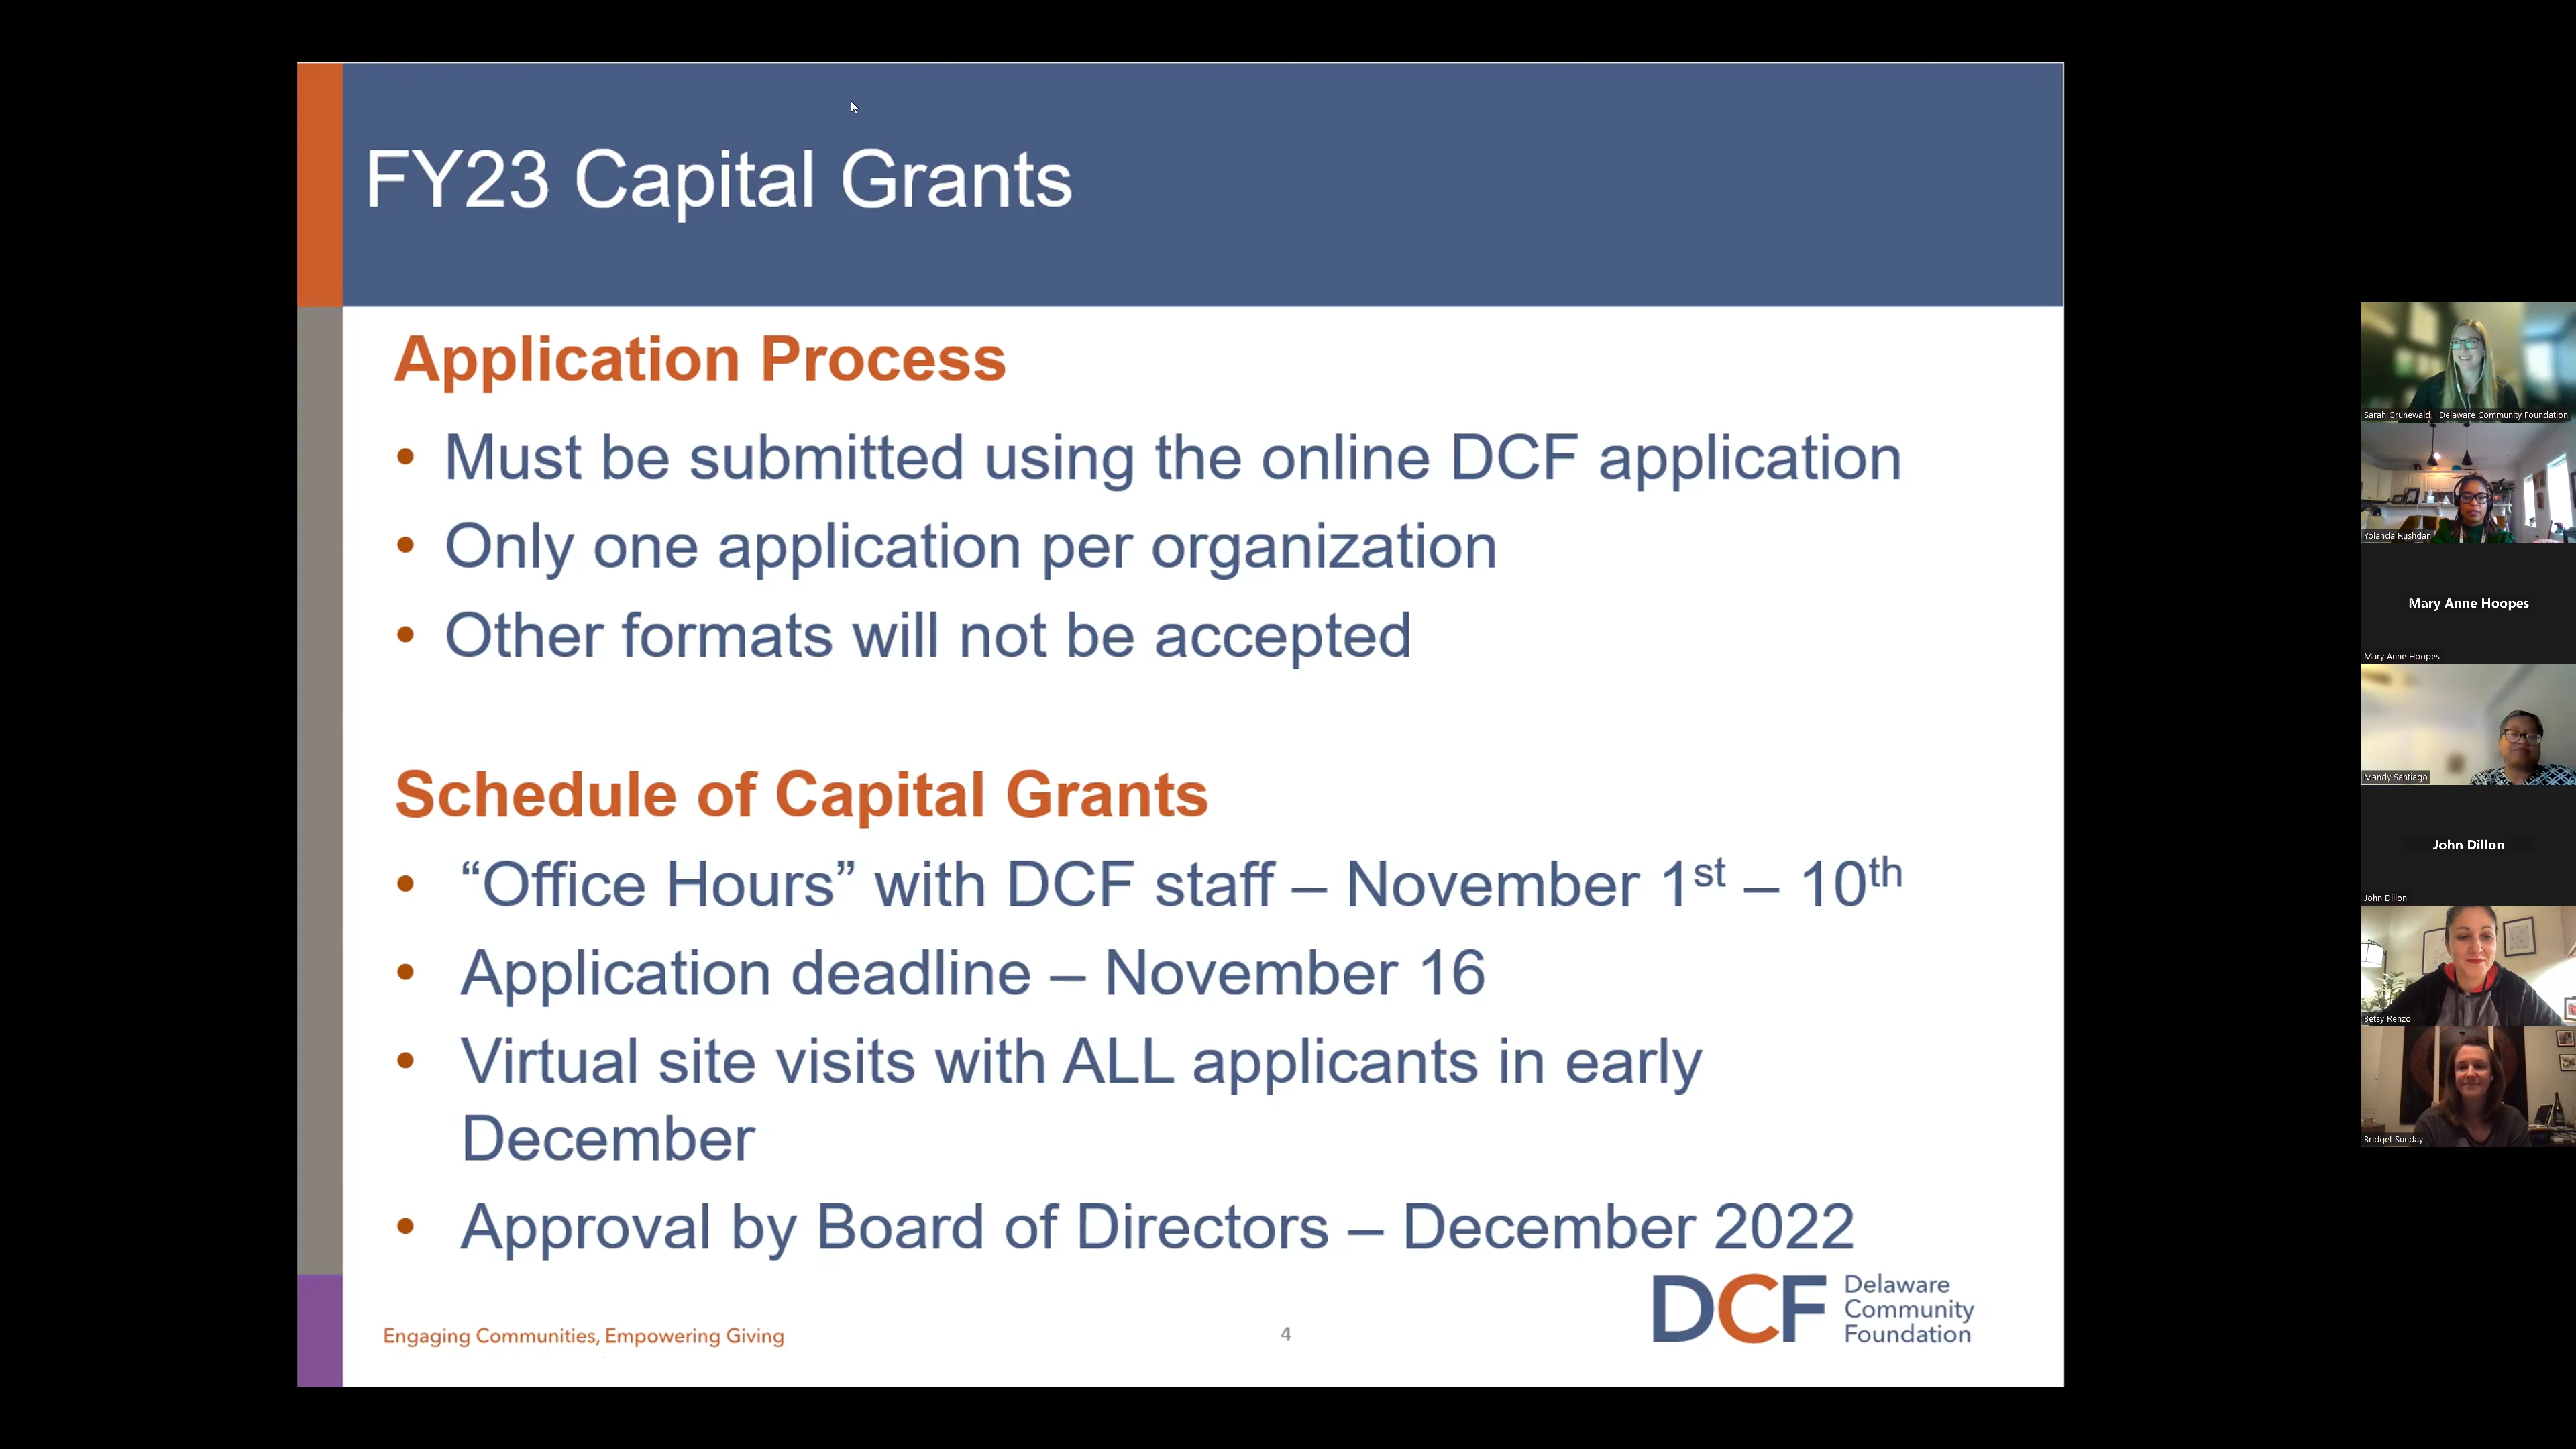 FY23 Capital Grants
Application Process
• Must be submitted using the online DCF application
• Only one application per organization
• Other formats will not be accepted
Schedule of Capital Grants
• “Office Hours” with DCF staff – November 1st – 10th
• Application deadline – November 16
• Virtual site visits with ALL applicants in early
December
• Approval by Board of Directors – December 2022
Engaging Communities, Empowering Giving
4
DCF
Delaware
Community
Foundation
Sarah Grunewald - Delaware Community Foundation
Yolanda Rushdan
Mary Anne Hoopes
Mary Anne Hoopes
Mandy Santiago
John Dillon
John Dillon
Betsy Renzo
Bridget Sunday